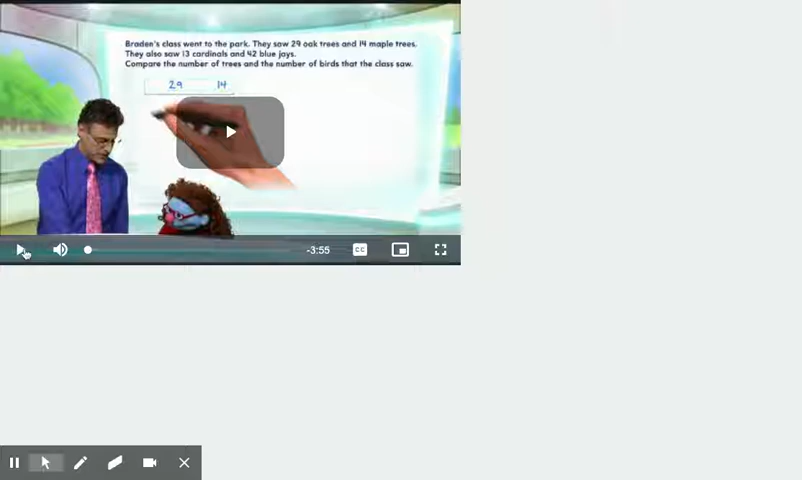 Braden's class went to the park. They saw 29 oak trees and 14 maple trees.
They also saw 13 cardinals and 42 blue jays.
Compare the number of trees and the number of birds that the class saw.
29 14
-3:55
CC